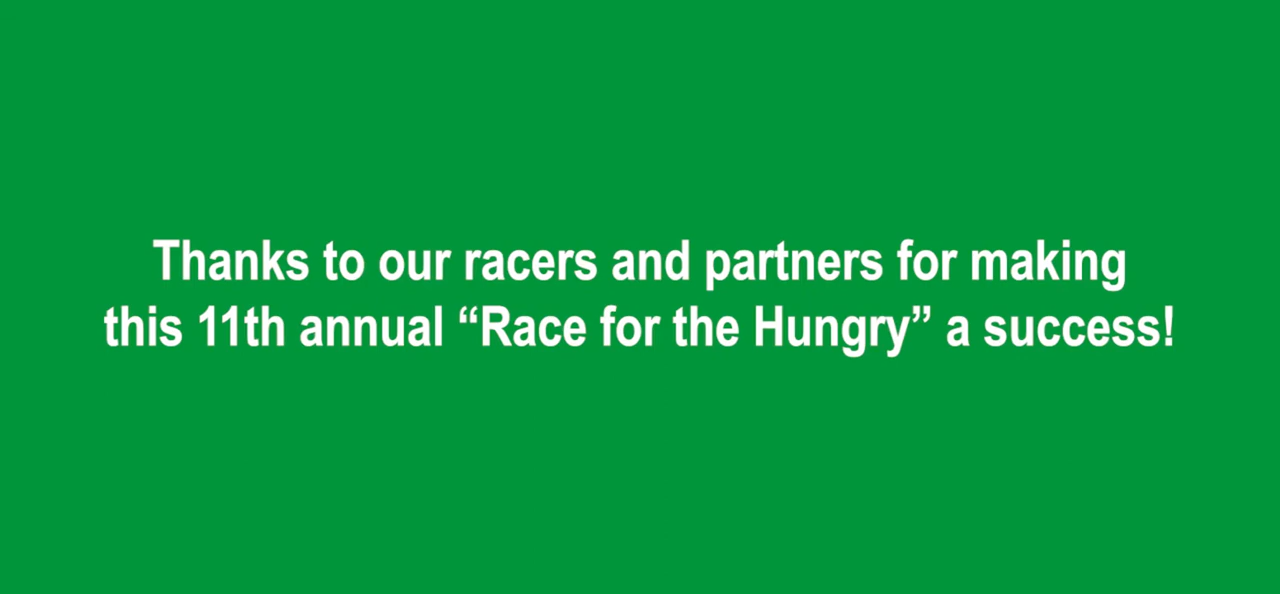 Thanks to our racers and partners for making
this 11th annual “Race for the Hungry” a success!